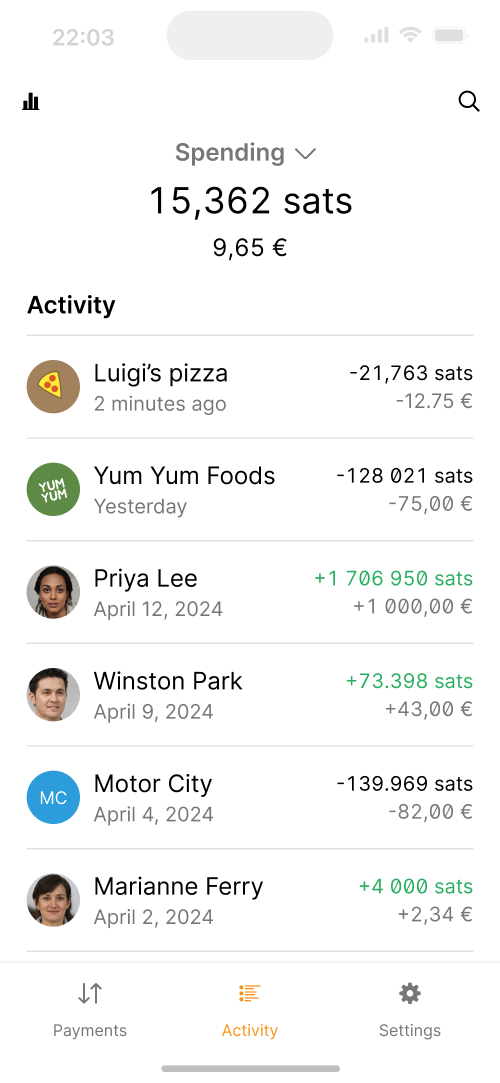 22:03
Spending
15,362 sats
9,65 €
Activity
Luigi’s pizza
-21,763 sats
2 minutes ago
-12.75 €
YUM
YUM
Yum Yum Foods
-128 021 sats
Yesterday
-75,00 €
Priya Lee
+1 706 950 sats
April 12, 2024
+1 000,00 €
Winston Park
+73.398 sats
April 9, 2024
+43,00 €
MC
Motor City
-139.969 sats
April 4, 2024
-82,00 €
Marianne Ferry
+4 000 sats
April 2, 2024
+2,34 €
Payments
Activity
Settings